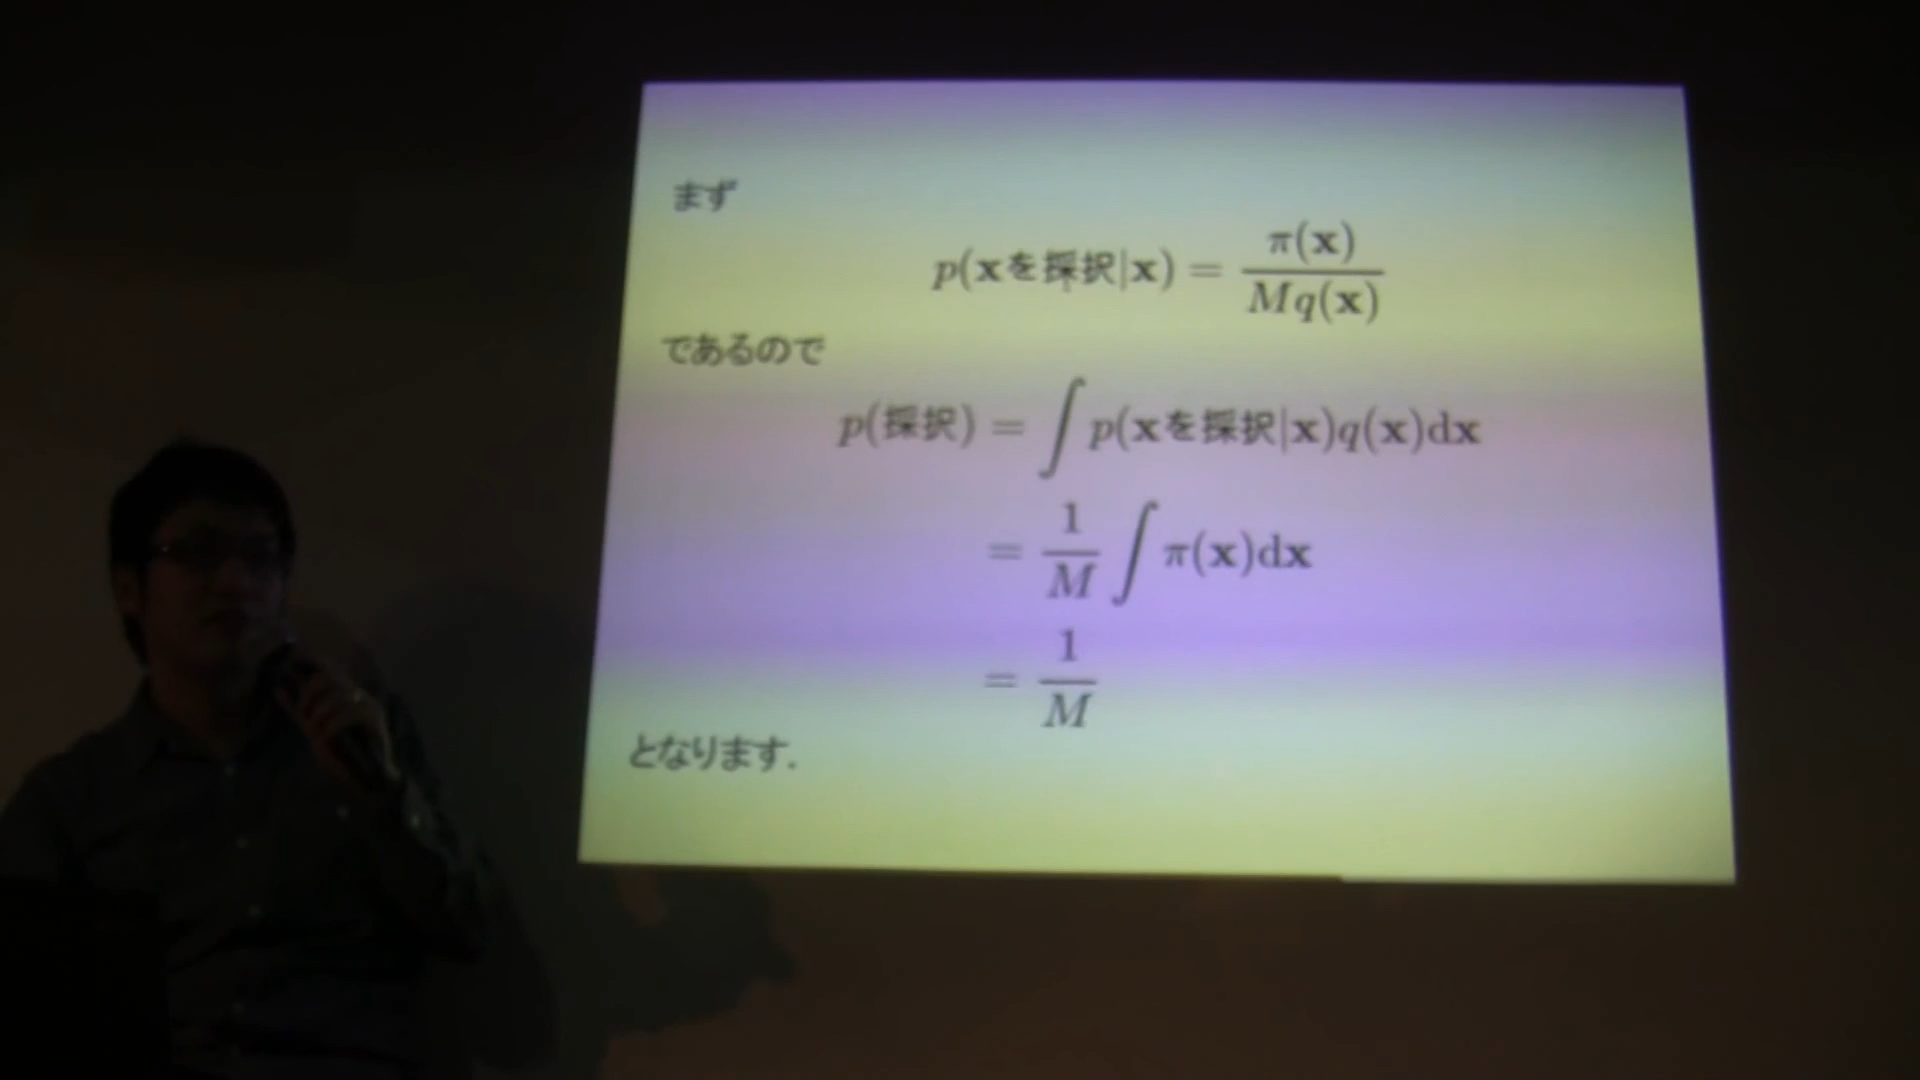 まず
p(xを採択|x) = π(x) / Mq(x)
であるので
p(採択) = ∫ p(xを採択|x)q(x)dx
= 1/M ∫ π(x)dx
= 1/M
となります.